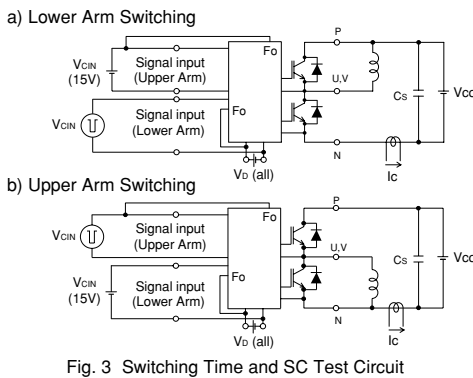 a) Lower Arm Switching
P
Fo
VCIN
(15V)
Signal input
(Upper Arm)
U,V
CS
VCC
VCIN
Signal input
(Lower Arm)
Fo
N
VD (all)
Ic
b) Upper Arm Switching
P
Fo
VCIN
Signal input
(Upper Arm)
U,V
CS
VCC
VCIN
(15V)
Signal input
(Lower Arm)
Fo
N
VD (all)
Ic
Fig. 3 Switching Time and SC Test Circuit